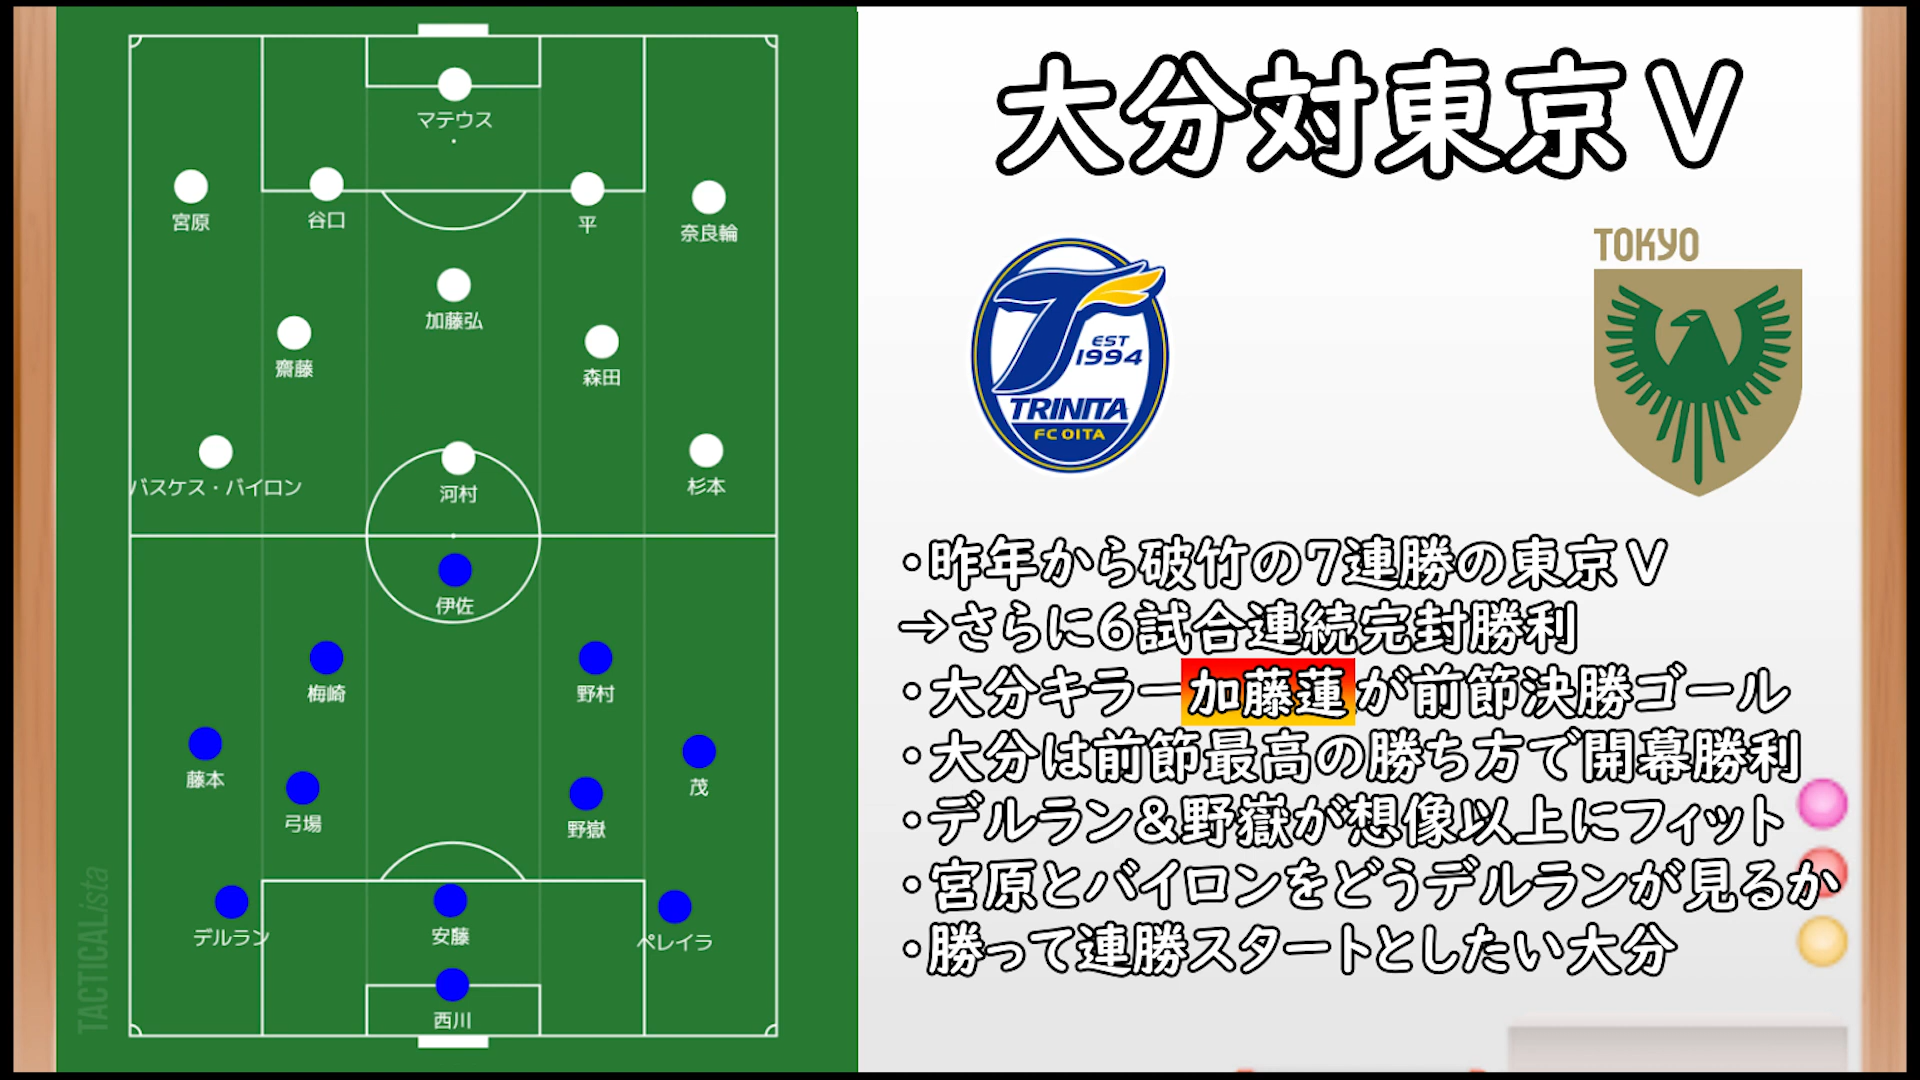 マテウス
宮原
谷口
平
奈良輪
加藤弘
齋藤
森田
バスケス・バイロン
河村
杉本
伊佐
梅崎
野村
藤本
茂
弓場
野嶽
デルラン
安藤
ペレイラ
西川
TACTICALista
大分対東京V
EST
1994
TRINITA
FC OITA
TOKYO
・昨年から破竹の7連勝の東京V
→さらに6試合連続完封勝利
・大分キラー加藤蓮が前節決勝ゴール
・大分は前節最高の勝ち方で開幕勝利
・デルラン&野嶽が想像以上にフィット
・宮原とバイロンをどうデルランが見るか
・勝って連勝スタートとしたい大分